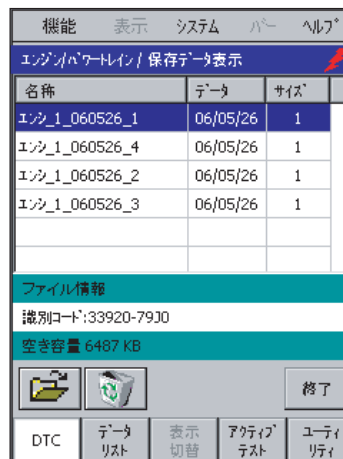 機能 表示 システム バー ヘルプ
エンジン/パワートレイン/ 保存データ表示
名称 データ サイズ
エンジ_1_060526_1 06/05/26 1
エンジ_1_060526_4 06/05/26 1
エンジ_1_060526_2 06/05/26 1
エンジ_1_060526_3 06/05/26 1
ファイル情報
識別コード:33920-79J0
空き容量 6487 KB
終了
DTC データリスト 表示切替 アクティブテスト ユーティリティ